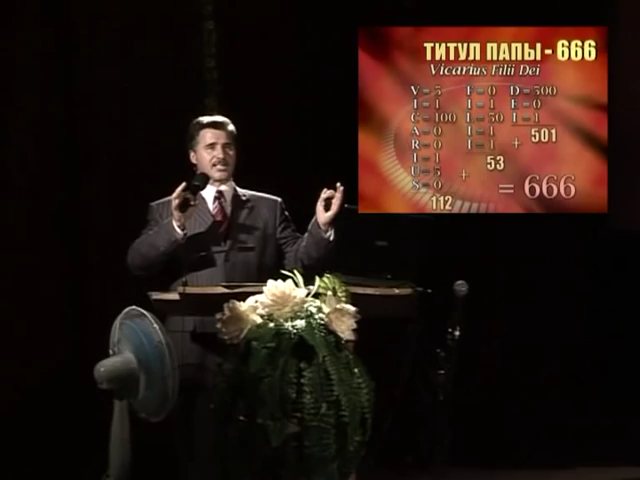 ТИТУЛ ПАПЫ - 666
Vicarius Filii Dei
V = 5 F = 0 D = 500
I = 1 I = 1 E = 0
C = 100 L = 50 I = 1
A = 0 I = 1 + 501
R = 0 I = 1
I = 1 53
U = 5 +
S = 0 = 666
112